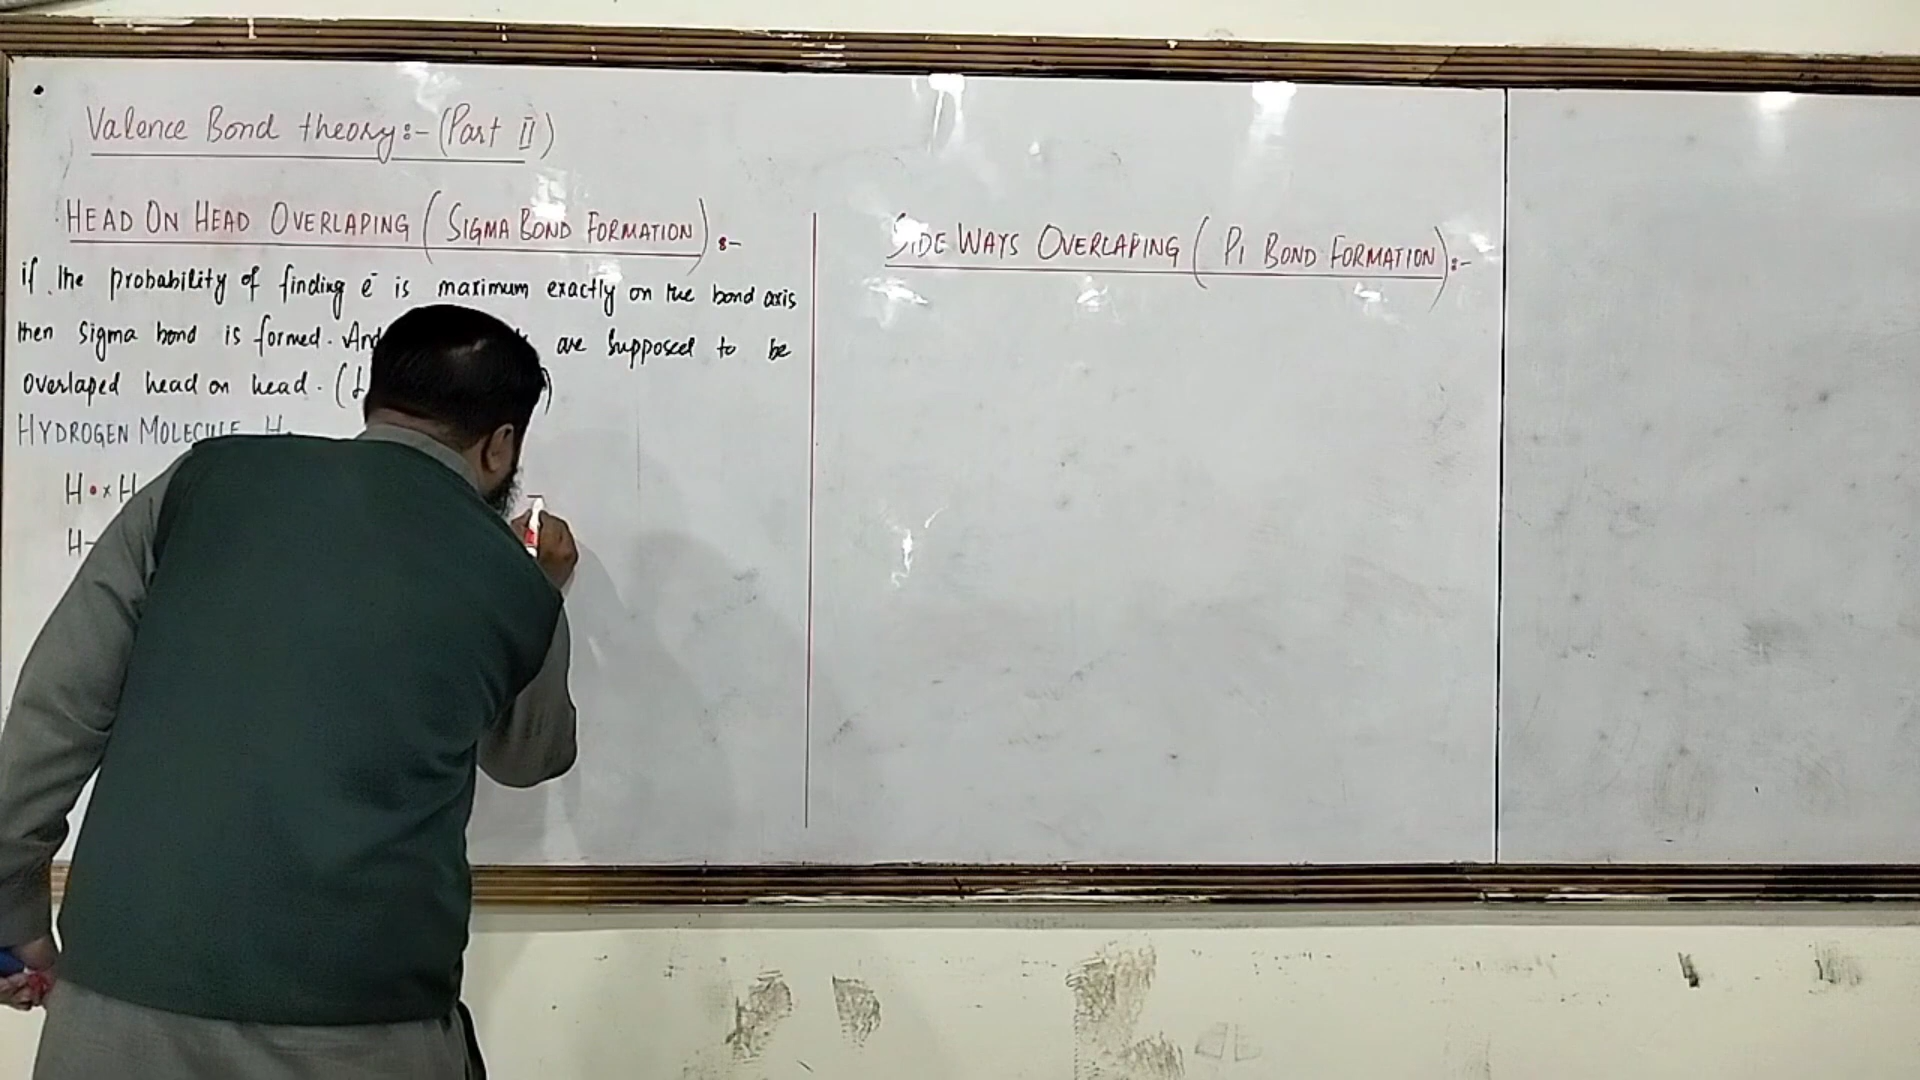 Valence Bond theory:- (Part II)
HEAD ON HEAD OVERLAPING (SIGMA BOND FORMATION) :-
if the probability of finding ē is maximum exactly on the bond axis
then sigma bond is formed. And are supposed to be
overlaped head on head. (
HYDROGEN MOLECULE H
H•×H
H-
SIDE WAYS OVERLAPING ( PI BOND FORMATION) :-